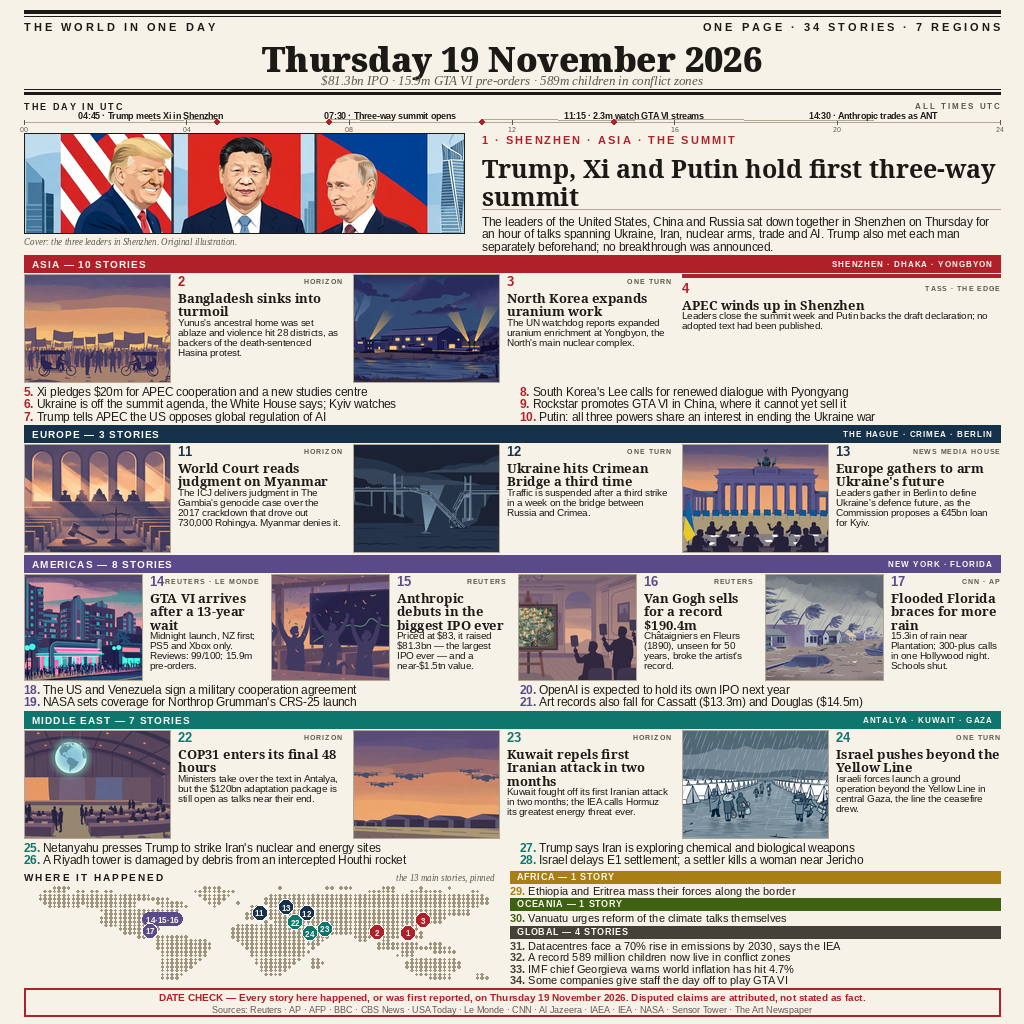 THE WORLD IN ONE DAY
ONE PAGE · 34 STORIES · 7 REGIONS
Thursday 19 November 2026
$81.3bn IPO · 15.9m GTA VI pre-orders · 589m children in conflict zones
THE DAY IN UTC
ALL TIMES UTC
04:45 · Trump meets Xi in Shenzhen
07:30 · Three-way summit opens
11:15 · 2.3m watch GTA VI streams
14:30 · Anthropic trades as ANT
00 04 08 12 16 20 24
Cover: the three leaders in Shenzhen. Original illustration.
1 · SHENZHEN · ASIA · THE SUMMIT
Trump, Xi and Putin hold first three-way
summit
The leaders of the United States, China and Russia sat down together in Shenzhen on Thursday for
an hour of talks spanning Ukraine, Iran, nuclear arms, trade and AI. Trump also met each man
separately beforehand; no breakthrough was announced.
ASIA — 10 STORIES
SHENZHEN · DHAKA · YONGBYON
2 HORIZON
Bangladesh sinks into
turmoil
Yunus's ancestral home was set
ablaze and violence hit 28 districts, as
backers of the death-sentenced
Hasina protest.
3 ONE TURN
North Korea expands
uranium work
The UN watchdog reports expanded
uranium enrichment at Yongbyon, the
North's main nuclear complex.
4 TASS · THE EDGE
APEC winds up in Shenzhen
Leaders close the summit week and Putin backs the draft declaration; no
adopted text had been published.
5. Xi pledges $20m for APEC cooperation and a new studies centre
6. Ukraine is off the summit agenda, the White House says; Kyiv watches
7. Trump tells APEC the US opposes global regulation of AI
8. South Korea's Lee calls for renewed dialogue with Pyongyang
9. Rockstar promotes GTA VI in China, where it cannot yet sell it
10. Putin: all three powers share an interest in ending the Ukraine war
EUROPE — 3 STORIES
THE HAGUE · CRIMEA · BERLIN
11 HORIZON
World Court reads
judgment on Myanmar
The ICJ delivers judgment in The
Gambia's genocide case over the
2017 crackdown that drove out
730,000 Rohingya. Myanmar denies it.
12 ONE TURN
Ukraine hits Crimean
Bridge a third time
Traffic is suspended after a third strike
in a week on the bridge between
Russia and Crimea.
13 NEWS MEDIA HOUSE
Europe gathers to arm
Ukraine's future
Leaders gather in Berlin to define
Ukraine's defence future, as the
Commission proposes a €45bn loan
for Kyiv.
AMERICAS — 8 STORIES
NEW YORK · FLORIDA
14 REUTERS · LE MONDE
GTA VI arrives
after a 13-year
wait
Midnight launch, NZ first;
PS5 and Xbox only.
Reviews: 99/100; 15.9m
pre-orders.
15 REUTERS
Anthropic
debuts in the
biggest IPO ever
Priced at $83, it raised
$81.3bn — the largest
IPO ever — and a
near-$1.5tn value.
16 REUTERS
Van Gogh sells
for a record
$190.4m
Châtaigniers en Fleurs
(1890), unseen for 50
years, broke the artist's
record.
17 CNN · AP
Flooded Florida
braces for more
rain
15.3in of rain near
Plantation; 300-plus calls
in one Hollywood night.
Schools shut.
18. The US and Venezuela sign a military cooperation agreement
19. NASA sets coverage for Northrop Grumman's CRS-25 launch
20. OpenAI is expected to hold its own IPO next year
21. Art records also fall for Cassatt ($13.3m) and Douglas ($14.5m)
MIDDLE EAST — 7 STORIES
ANTALYA · KUWAIT · GAZA
22 HORIZON
COP31 enters its final 48
hours
Ministers take over the text in Antalya,
but the $120bn adaptation package is
still open as talks near their end.
23 HORIZON
Kuwait repels first
Iranian attack in two
months
Kuwait fought off its first Iranian attack
in two months; the IEA calls Hormuz
its greatest energy threat ever.
24 ONE TURN
Israel pushes beyond the
Yellow Line
Israeli forces launch a ground
operation beyond the Yellow Line in
central Gaza, the line the ceasefire
drew.
25. Netanyahu presses Trump to strike Iran's nuclear and energy sites
26. A Riyadh tower is damaged by debris from an intercepted Houthi rocket
27. Trump says Iran is exploring chemical and biological weapons
28. Israel delays E1 settlement; a settler kills a woman near Jericho
WHERE IT HAPPENED
the 13 main stories, pinned
14·15·16
17
11
13
12
22
24
23
2
1
3
AFRICA — 1 STORY
29. Ethiopia and Eritrea mass their forces along the border
OCEANIA — 1 STORY
30. Vanuatu urges reform of the climate talks themselves
GLOBAL — 4 STORIES
31. Datacentres face a 70% rise in emissions by 2030, says the IEA
32. A record 589 million children now live in conflict zones
33. IMF chief Georgieva warns world inflation has hit 4.7%
34. Some companies give staff the day off to play GTA VI
DATE CHECK — Every story here happened, or was first reported, on Thursday 19 November 2026. Disputed claims are attributed, not stated as fact.
Sources: Reuters · AP · AFP · BBC · CBS News · USA Today · Le Monde · CNN · Al Jazeera · IAEA · IEA · NASA · Sensor Tower · The Art Newspaper